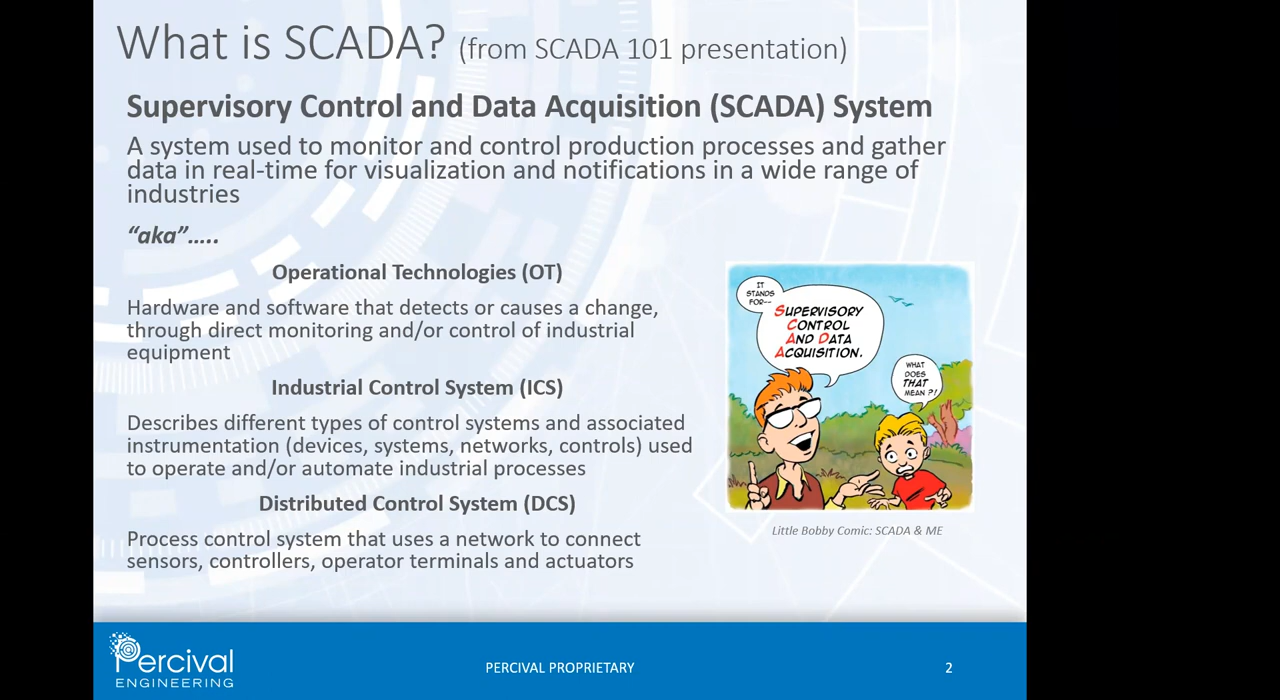 What is SCADA? (from SCADA 101 presentation)
Supervisory Control and Data Acquisition (SCADA) System
A system used to monitor and control production processes and gather
data in real-time for visualization and notifications in a wide range of
industries
“aka”…..
Operational Technologies (OT)
Hardware and software that detects or causes a change,
through direct monitoring and/or control of industrial
equipment
Industrial Control System (ICS)
Describes different types of control systems and associated
instrumentation (devices, systems, networks, controls) used
to operate and/or automate industrial processes
Distributed Control System (DCS)
Process control system that uses a network to connect
sensors, controllers, operator terminals and actuators
IT
STANDS
FOR--
SUPERVISORY
CONTROL
AND DATA
ACQUISITION.
WHAT
DOES
THAT
MEAN ?!
Little Bobby Comic: SCADA & ME
Percival
ENGINEERING
PERCIVAL PROPRIETARY
2